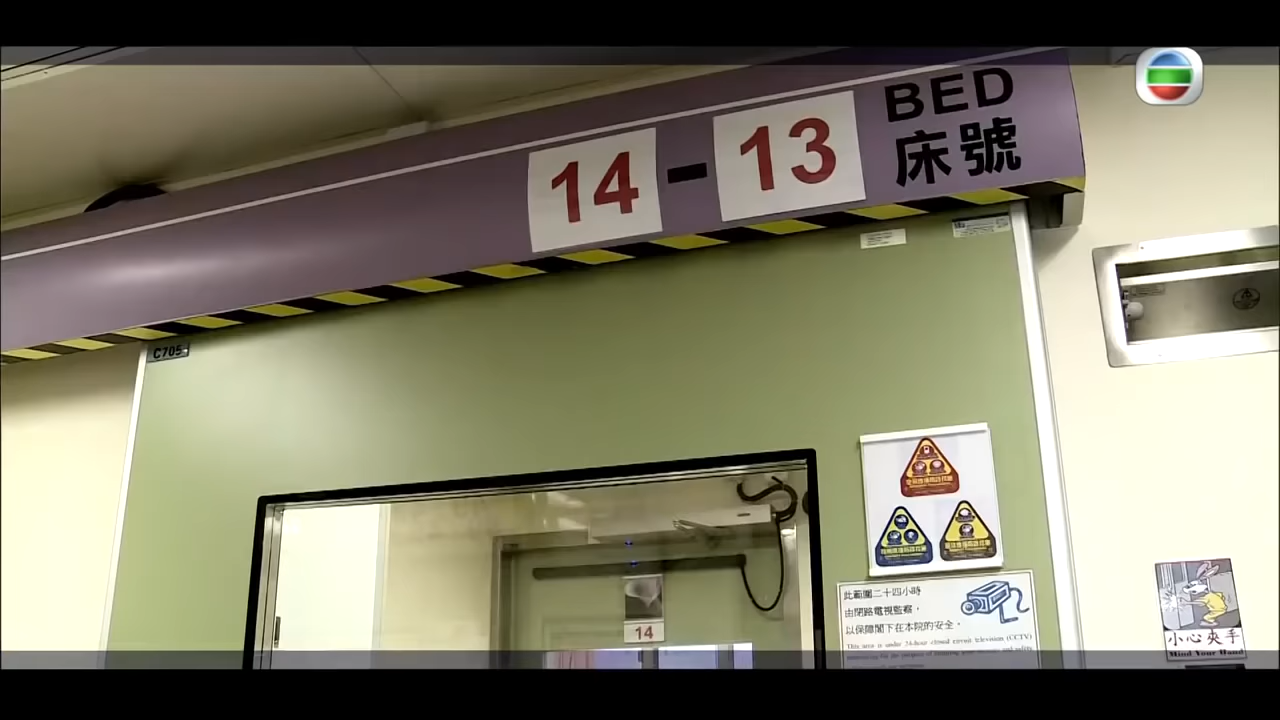 BED
14 - 13
床號
C705
14
此範圍二十四小時
由閉路電視監察，
以保障閣下在本院的安全。
This area is under 24-hour closed circuit television (CCTV)
小心夾手
Mind Your Hand